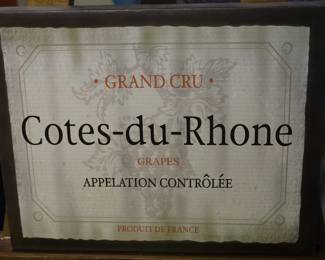 • GRAND CRU •
Cotes-du-Rhone
GRAPES
APPELATION CONTRÔLÉE
PRODUIT DE FRANCE